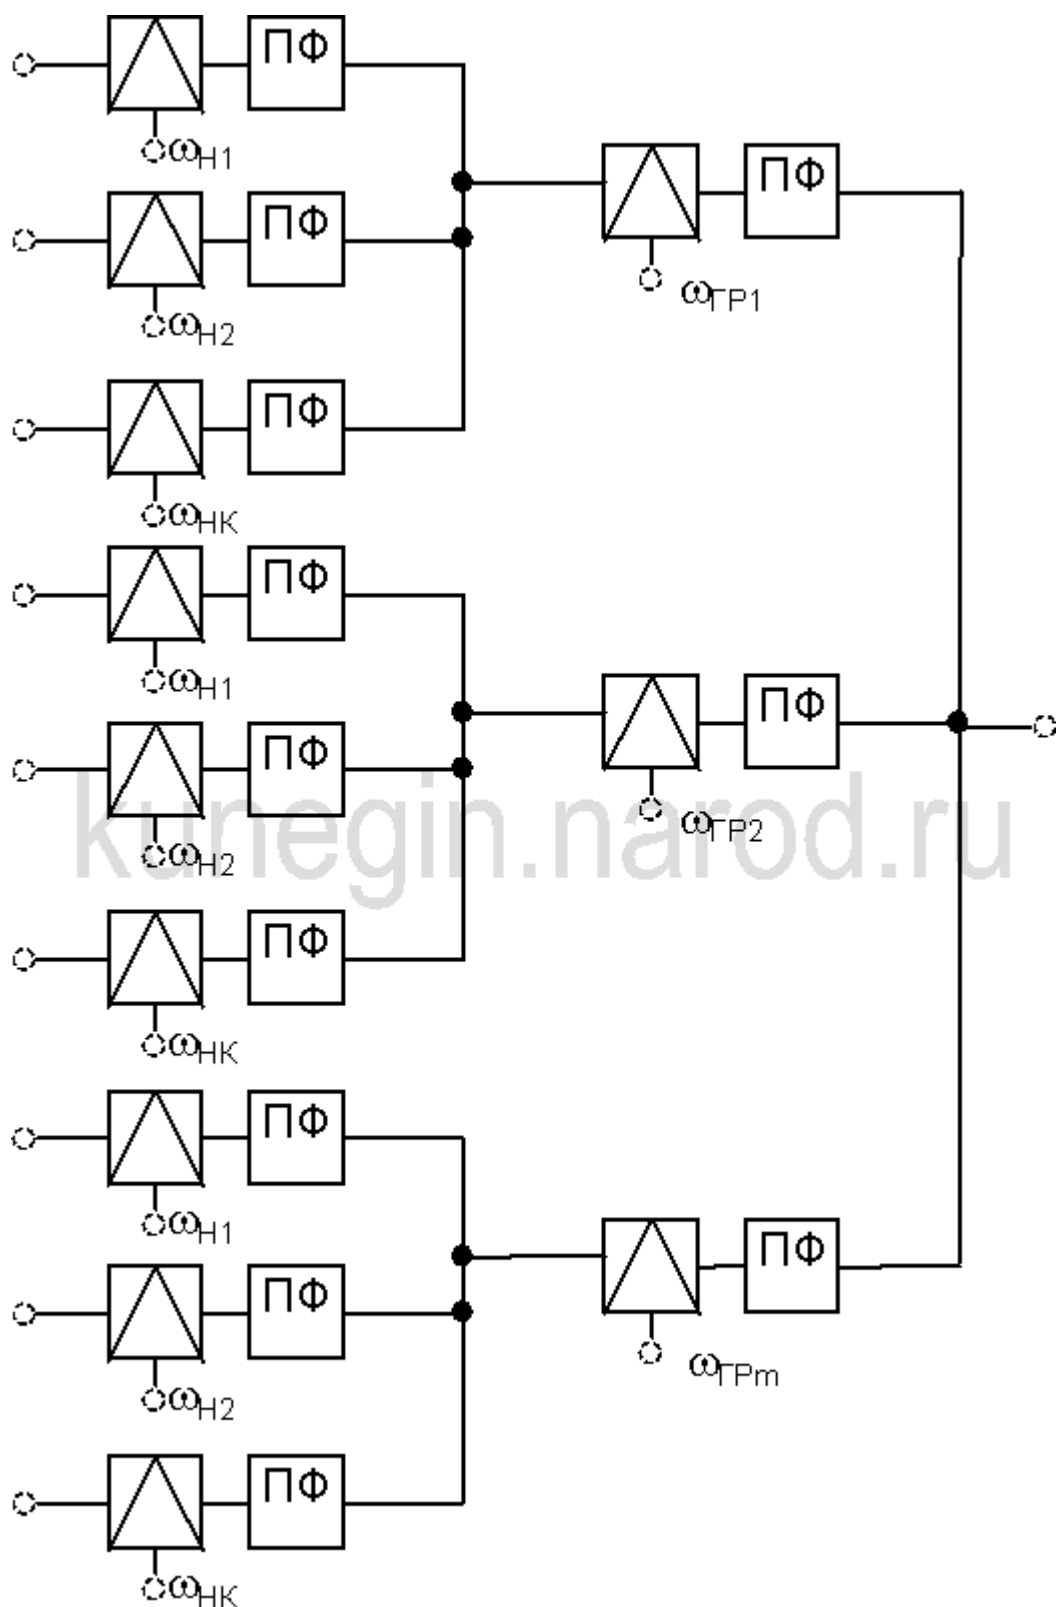 ПФ
ωН1
ПФ
ωГР1
ПФ
ωН2
ПФ
ωНК
ПФ
ωН1
ПФ
ωГР2
ПФ
ωН2
kunegin.narod.ru
ПФ
ωНК
ПФ
ωН1
ПФ
ωГРm
ПФ
ωН2
ПФ
ωНК